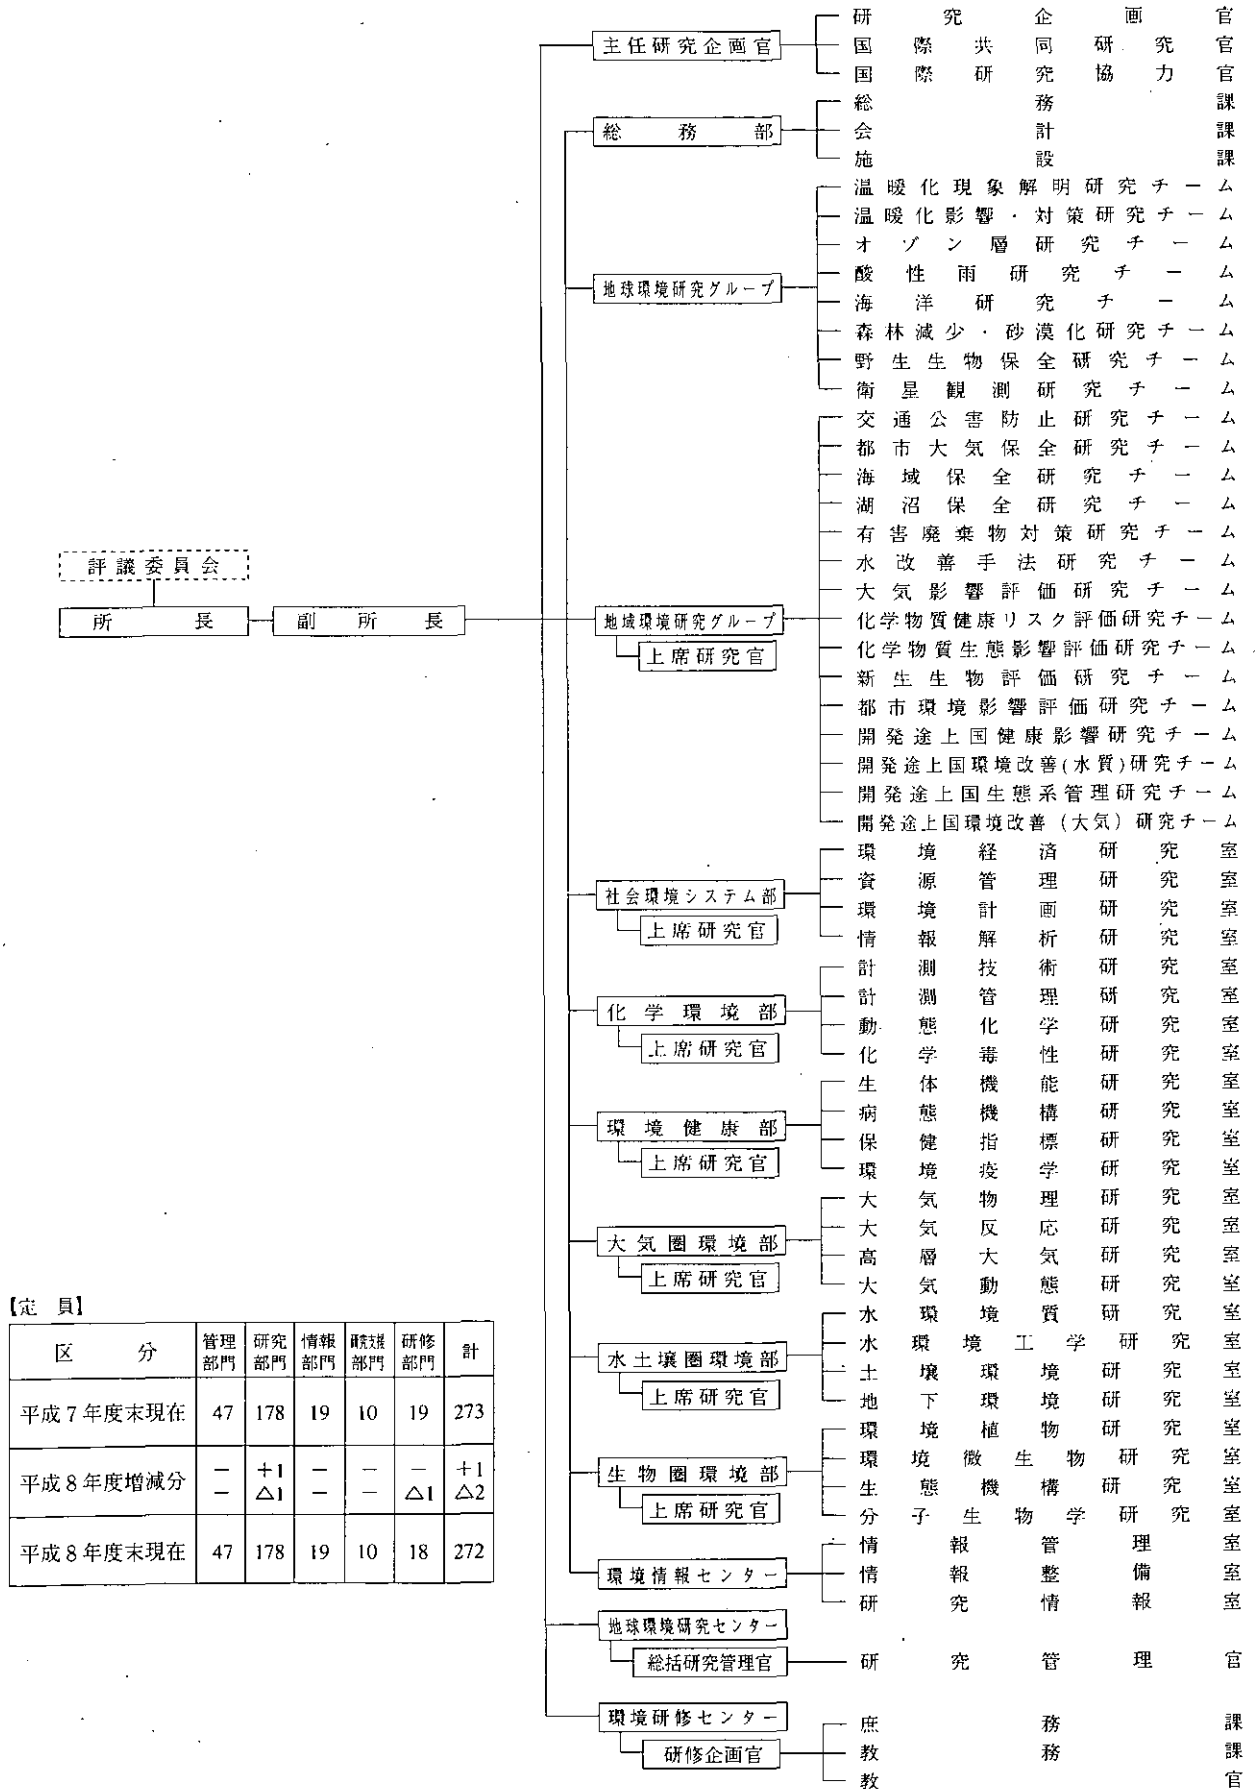 評議委員会
所長
副所長
主任研究企画官
研究企画官
国際共同研究官
国際研究協力官
総務部
総務課
会計課
施設課
地球環境研究グループ
温暖化現象解明研究チーム
温暖化影響・対策研究チーム
オゾン層研究チーム
酸性雨研究チーム
海洋研究チーム
森林減少・砂漠化研究チーム
野生生物保全研究チーム
衛星観測研究チーム
地域環境研究グループ
上席研究官
交通公害防止研究チーム
都市大気保全研究チーム
海域保全研究チーム
湖沼保全研究チーム
有害廃棄物対策研究チーム
水改善手法研究チーム
大気影響評価研究チーム
化学物質健康リスク評価研究チーム
化学物質生態影響評価研究チーム
新生生物評価研究チーム
都市環境影響評価研究チーム
開発途上国健康影響研究チーム
開発途上国環境改善(水質)研究チーム
開発途上国生態系管理研究チーム
開発途上国環境改善(大気)研究チーム
社会環境システム部
上席研究官
環境経済研究室
資源管理研究室
環境計画研究室
情報解析研究室
化学環境部
上席研究官
計測技術研究室
計測管理研究室
動態化学研究室
化学毒性研究室
環境健康部
上席研究官
生体機能研究室
病態機構研究室
保健指標研究室
環境疫学研究室
大気圏環境部
上席研究官
大気物理研究室
大気反応研究室
高層大気研究室
大気動態研究室
水土壌圏環境部
上席研究官
水環境質研究室
水環境工学研究室
土壌環境研究室
地下環境研究室
生物圏環境部
上席研究官
環境植物研究室
環境微生物研究室
生態機構研究室
分子生物学研究室
環境情報センター
情報管理室
情報整備室
研究情報室
地球環境研究センター
総括研究管理官
研究管理官
環境研修センター
研修企画官
庶務課
教務課
教官
【定員】
区分 管理部門 研究部門 情報部門 部門 研修部門 計
平成7年度末現在 47 178 19 10 19 273
平成8年度増減分 － +1 － － － +1
－ △1 － － △1 △2
平成8年度末現在 47 178 19 10 18 272